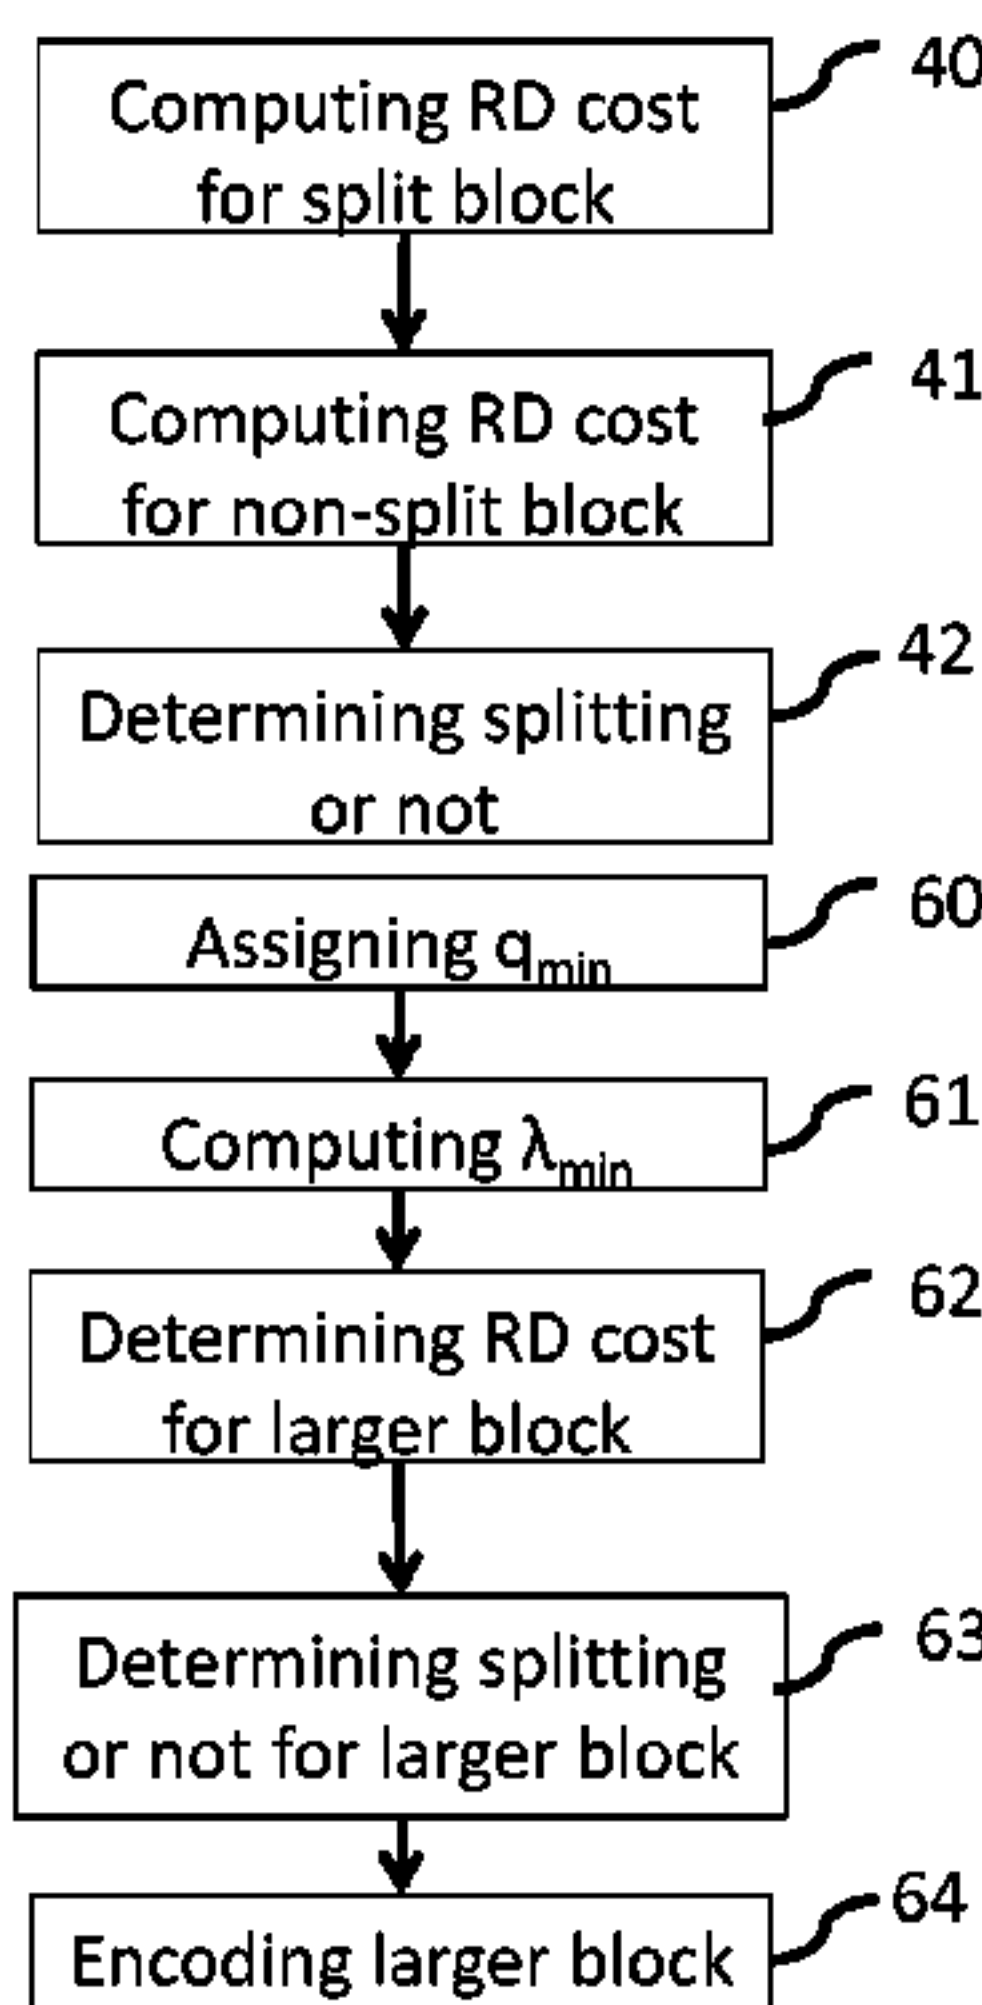 Computing RD cost 40
for split block
Computing RD cost 41
for non-split block
Determining splitting 42
or not
Assigning qmin 60
Computing λmin 61
Determining RD cost 62
for larger block
Determining splitting 63
or not for larger block
Encoding larger block 64